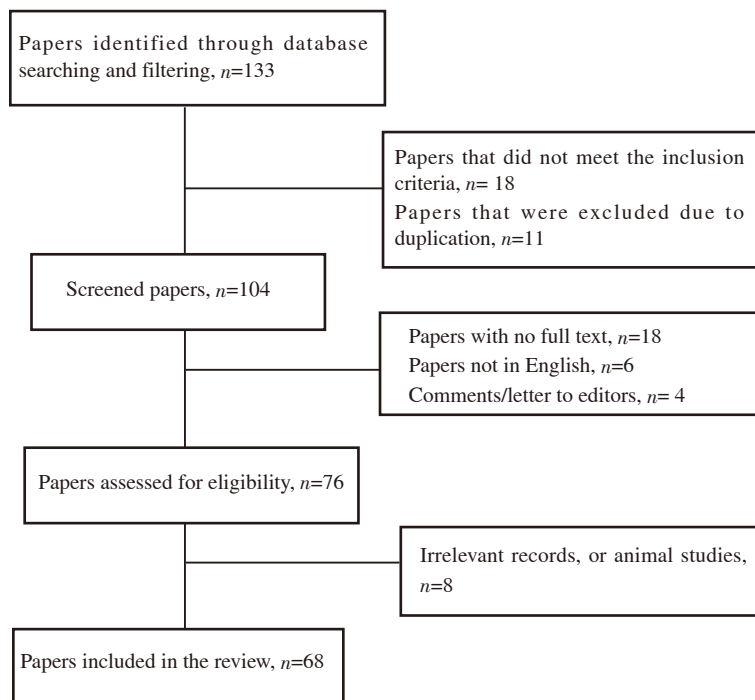 Papers identified through database
searching and filtering, n=133
Papers that did not meet the inclusion
criteria, n= 18
Papers that were excluded due to
duplication, n=11
Screened papers, n=104
Papers with no full text, n=18
Papers not in English, n=6
Comments/letter to editors, n= 4
Papers assessed for eligibility, n=76
Irrelevant records, or animal studies,
n=8
Papers included in the review, n=68